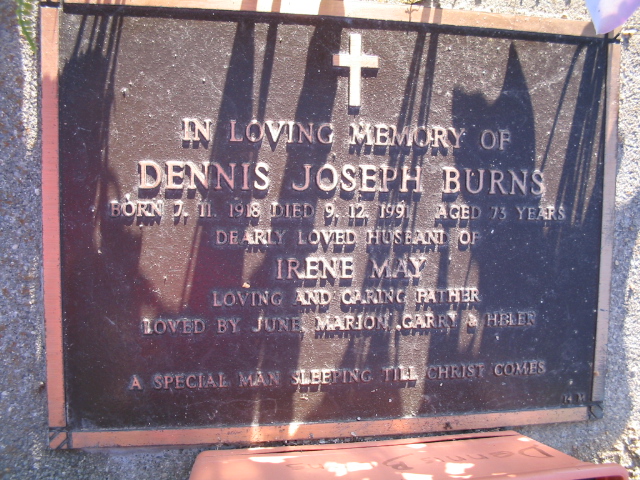 IN LOVING MEMORY OF
DENNIS JOSEPH BURNS
BORN 7. 11. 1918 DIED 9. 12. 1991 AGED 73 YEARS
DEARLY LOVED HUSBAND OF
IRENE MAY
LOVING AND CARING FATHER
LOVED BY JUNE, MARION, GARRY & HELEN
A SPECIAL MAN SLEEPING TILL CHRIST COMES